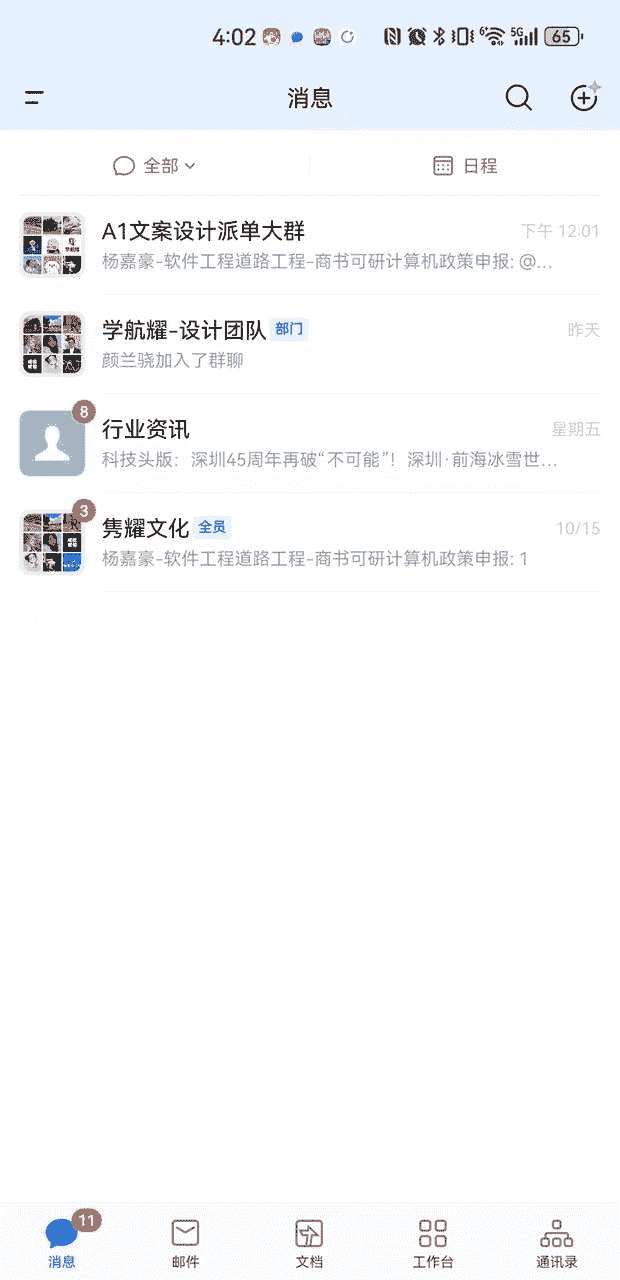 4:02
6+ 5G 65
消息
全部
日程
A1文案设计派单大群
下午 12:01
杨嘉豪-软件工程道路工程-商书可研计算机政策申报: @...
学航耀-设计团队 部门
昨天
颜兰骁加入了群聊
8
行业资讯
星期五
科技头版：深圳45周年再破“不可能”！深圳·前海冰雪世...
3
隽耀文化 全员
10/15
杨嘉豪-软件工程道路工程-商书可研计算机政策申报: 1
11
消息
邮件
文档
工作台
通讯录